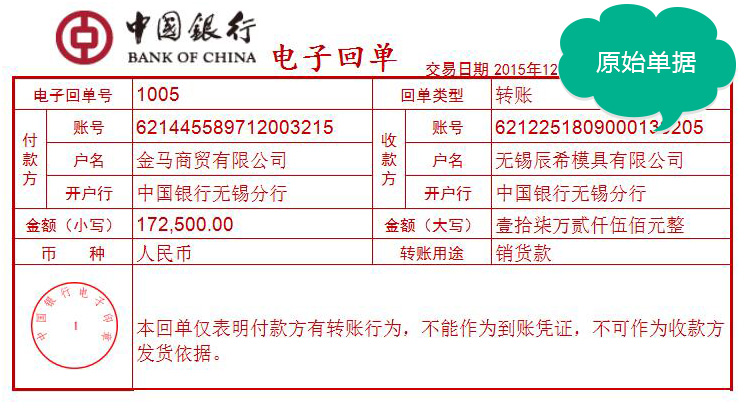 中国银行
BANK OF CHINA
电子回单
原始单据
交易日期 2015年12
电子回单号 1005 回单类型 转账
付款方 收款方
账号 621445589712003215 账号 621225180900013 205
户名 金马商贸有限公司 户名 无锡辰希模具有限公司
开户行 中国银行无锡分行 开户行 中国银行无锡分行
金额（小写） 172,500.00 金额（大写） 壹拾柒万贰仟伍佰元整
币 种 人民币 转账用途 销货款
中国银行电子印章
1
本回单仅表明付款方有转账行为，不能作为到账凭证，不可作为收款方
发货依据。